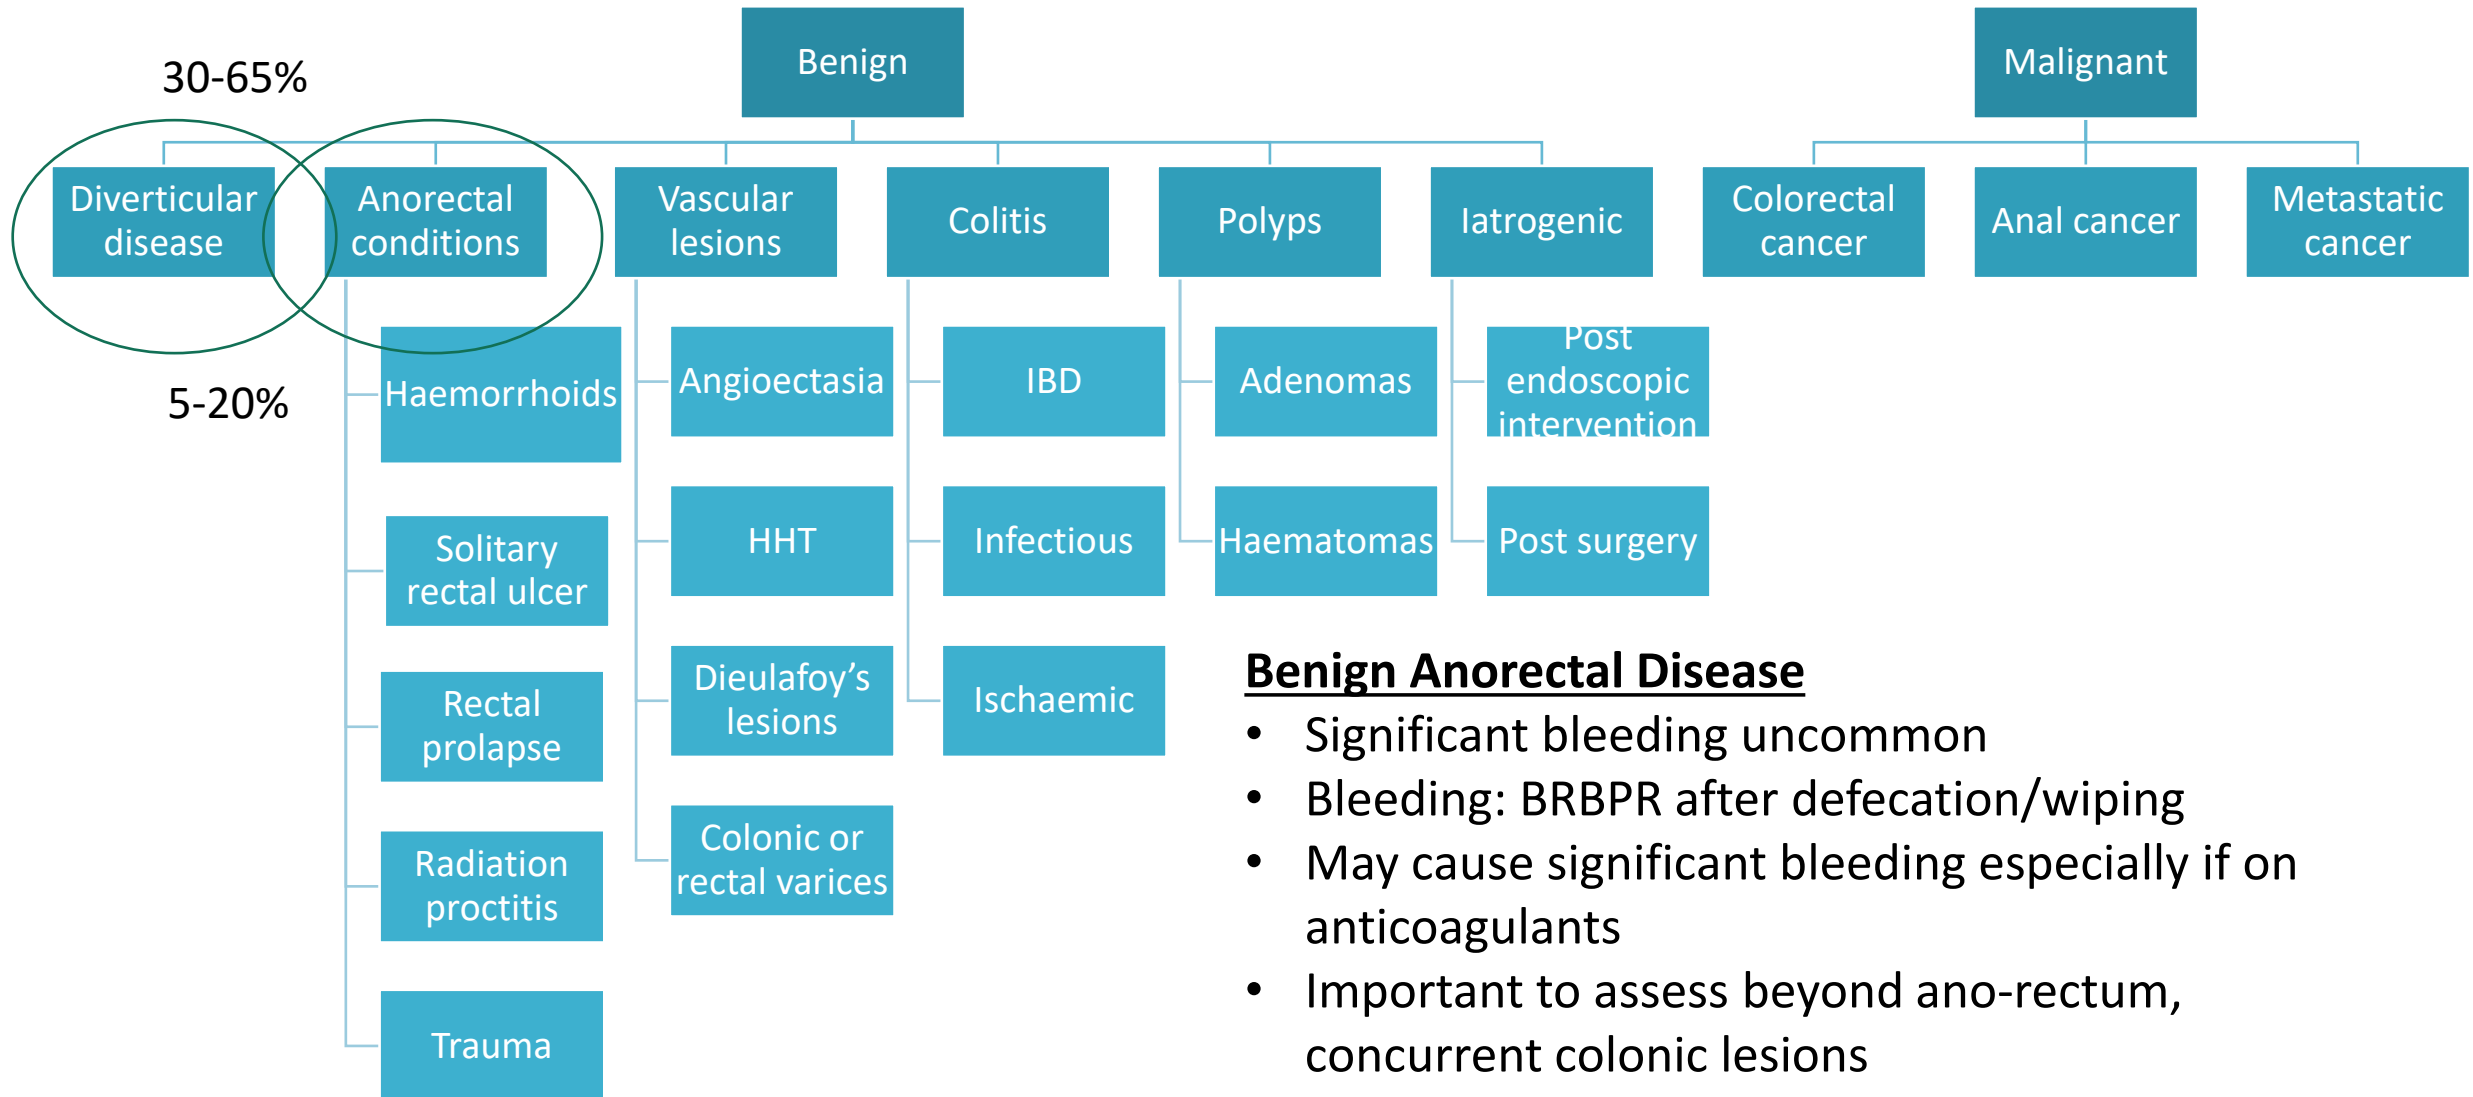 Benign
Malignant
30-65%
Diverticular
disease
Anorectal
conditions
Vascular
lesions
Colitis
Polyps
Iatrogenic
Colorectal
cancer
Anal cancer
Metastatic
cancer
5-20%
Haemorrhoids
Solitary
rectal ulcer
Rectal
prolapse
Radiation
proctitis
Trauma
Angioectasia
HHT
Dieulafoy’s
lesions
Colonic or
rectal varices
IBD
Infectious
Ischaemic
Adenomas
Haematomas
Post
endoscopic
intervention
Post surgery
Benign Anorectal Disease
• Significant bleeding uncommon
• Bleeding: BRBPR after defecation/wiping
• May cause significant bleeding especially if on
anticoagulants
• Important to assess beyond ano-rectum,
concurrent colonic lesions